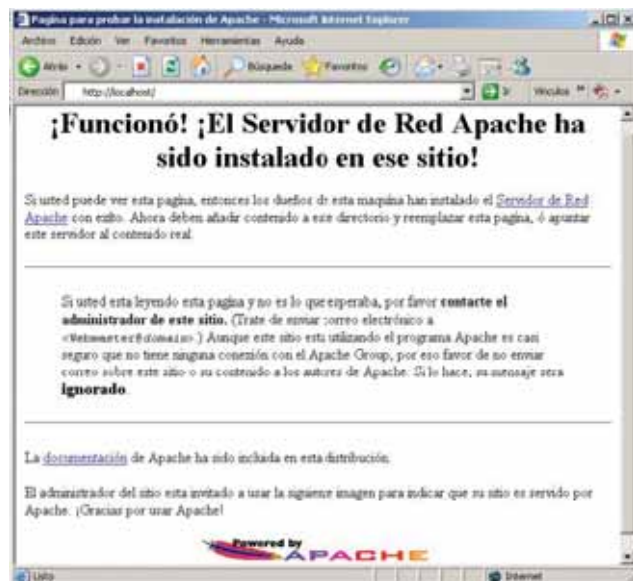 Pagina para probar la instalación de Apache - Microsoft Internet Explorer
Archivo Edición Ver Favoritos Herramientas Ayuda
Atrás Búsqueda Favoritos
Dirección http://localhost/ Vínculos
¡Funcionó! ¡El Servidor de Red Apache ha
sido instalado en ese sitio!
Si usted puede ver esta pagina, entonces los dueños de esta maquina han instalado el Servidor de Red
Apache con exito. Ahora deben añadir contenido a este directorio y reemplazar esta pagina, ó apuntar
este servidor al contenido real.
Si usted esta leyendo esta pagina y no es lo que esperaba, por favor contacte el
administrador de este sitio. (Trate de enviar correo electrónico a
<Webmaster@domain>.) Aunque este sitio esta utilizando el programa Apache es casi
seguro que no tiene ninguna conexión con el Apache Group, por eso favor de no enviar
correo sobre este sitio o su contenido a los autores de Apache. Si lo hace, su mensaje sera
ignorado.
La documentación de Apache ha sido incluida en esta distribución.
El administrador del sitio esta invitado a usar la siguiene imagen para indicar que su sitio es servido por
Apache. ¡Gracias por usar Apache!
Powered by
APACHE
Listo Internet